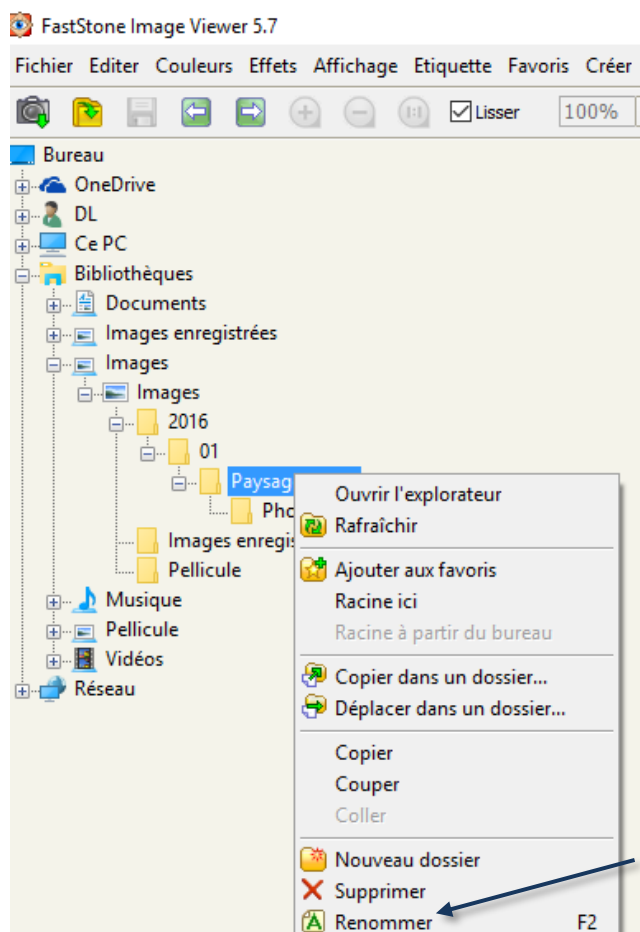 FastStone Image Viewer 5.7
Fichier Editer Couleurs Effets Affichage Etiquette Favoris Créer
1:1 Lisser 100%
Bureau
OneDrive
DL
Ce PC
Bibliothèques
Documents
Images enregistrées
Images
Images
2016
01
Paysag
Pho
Images enregis
Pellicule
Musique
Pellicule
Vidéos
Réseau
Ouvrir l'explorateur
Rafraîchir
Ajouter aux favoris
Racine ici
Racine à partir du bureau
Copier dans un dossier...
Déplacer dans un dossier...
Copier
Couper
Coller
Nouveau dossier
Supprimer
Renommer F2